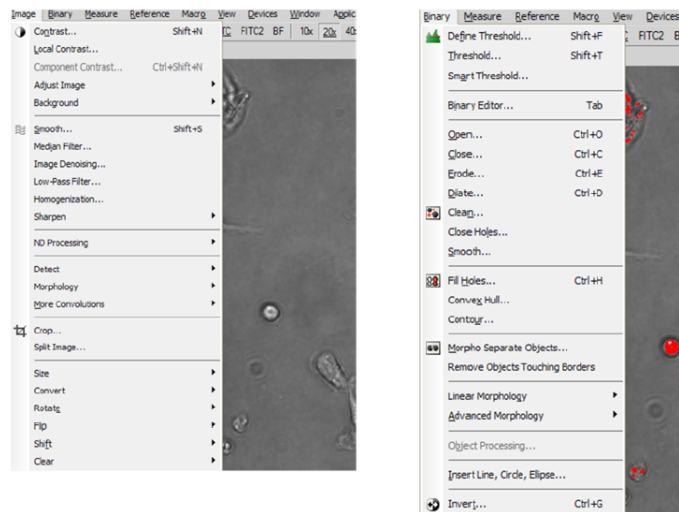 Image Binary Measure Reference Macro View Devices Window Applic
Contrast... Shift+N
TC FITC2 BF 10x 20x 40
Local Contrast...
Component Contrast... Ctrl+Shift+N
Adjust Image
Background
Smooth... Shift+S
Median Filter...
Image Denoising...
Low-Pass Filter...
Homogenization...
Sharpen
ND Processing
Detect
Morphology
More Convolutions
Crop...
Split Image...
Size
Convert
Rotate
Flip
Shift
Clear
Binary Measure Reference Macro View Devices
Define Threshold... Shift+F
FITC2 B
Threshold... Shift+T
Smart Threshold...
Binary Editor... Tab
Open... Ctrl+O
Close... Ctrl+C
Erode... Ctrl+E
Dilate... Ctrl+D
Clean...
Close Holes...
Smooth...
Fill Holes... Ctrl+H
Convex Hull...
Contour...
Morpho Separate Objects...
Remove Objects Touching Borders
Linear Morphology
Advanced Morphology
Object Processing...
Insert Line, Circle, Ellipse...
Invert... Ctrl+G